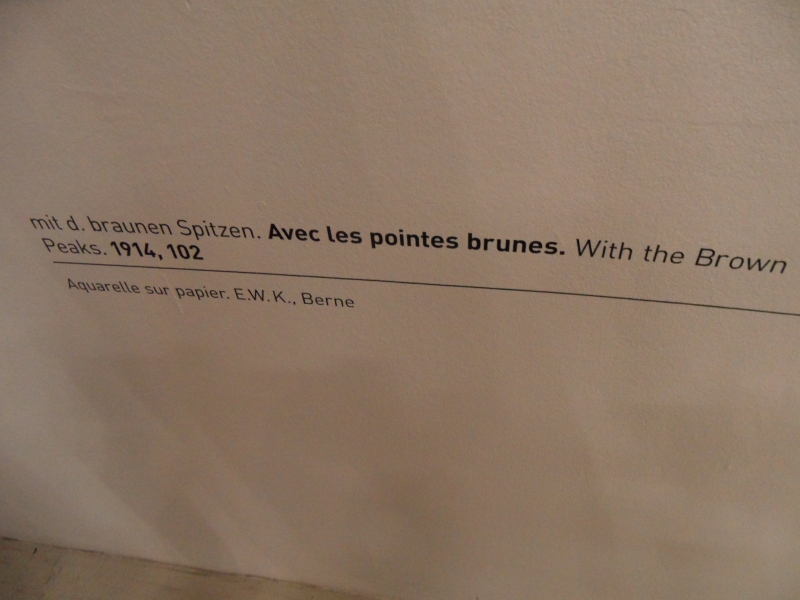 mit d. braunen Spitzen. Avec les pointes brunes. With the Brown
Peaks. 1914, 102
Aquarelle sur papier. E.W.K., Berne